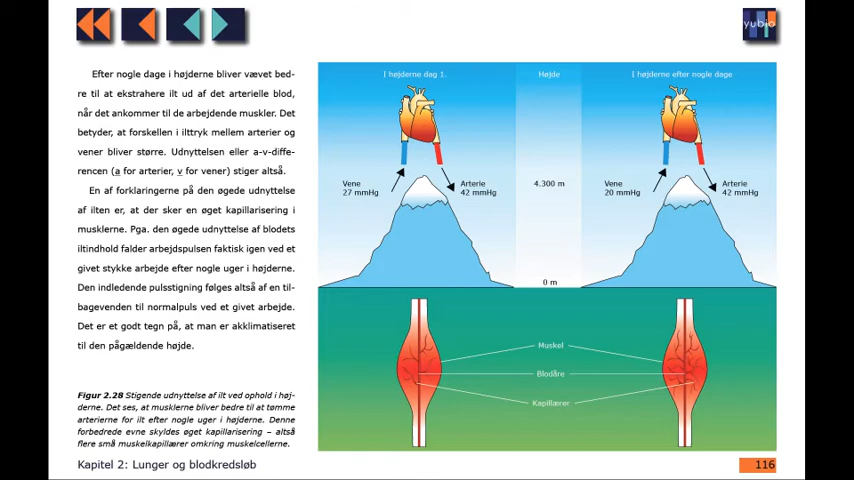 yubio
Efter nogle dage i højderne bliver vævet bed-
re til at ekstrahere ilt ud af det arterielle blod,
når det ankommer til de arbejdende muskler. Det
betyder, at forskellen i ilttryk mellem arterier og
vener bliver større. Udnyttelsen eller a-v-diffe-
rencen (a for arterier, v for vener) stiger altså.
En af forklaringerne på den øgede udnyttelse
af ilten er, at der sker en øget kapillarisering i
musklerne. Pga. den øgede udnyttelse af blodets
iltindhold falder arbejdspulsen faktisk igen ved et
givet stykke arbejde efter nogle uger i højderne.
Den indledende pulsstigning følges altså af en til-
bagevenden til normalpuls ved et givet arbejde.
Det er et godt tegn på, at man er akklimatiseret
til den pågældende højde.
Figur 2.28 Stigende udnyttelse af ilt ved ophold i høj-
derne. Det ses, at musklerne bliver bedre til at tømme
arterierne for ilt efter nogle uger i højderne. Denne
forbedrede evne skyldes øget kapillarisering – altså
flere små muskelkapillærer omkring muskelcellerne.
I højderne dag 1.
Højde
I højderne efter nogle dage
Vene
27 mmHg
Arterie
42 mmHg
4.300 m
Vene
20 mmHg
Arterie
42 mmHg
0 m
Muskel
Blodåre
Kapillærer
Kapitel 2: Lunger og blodkredsløb
116